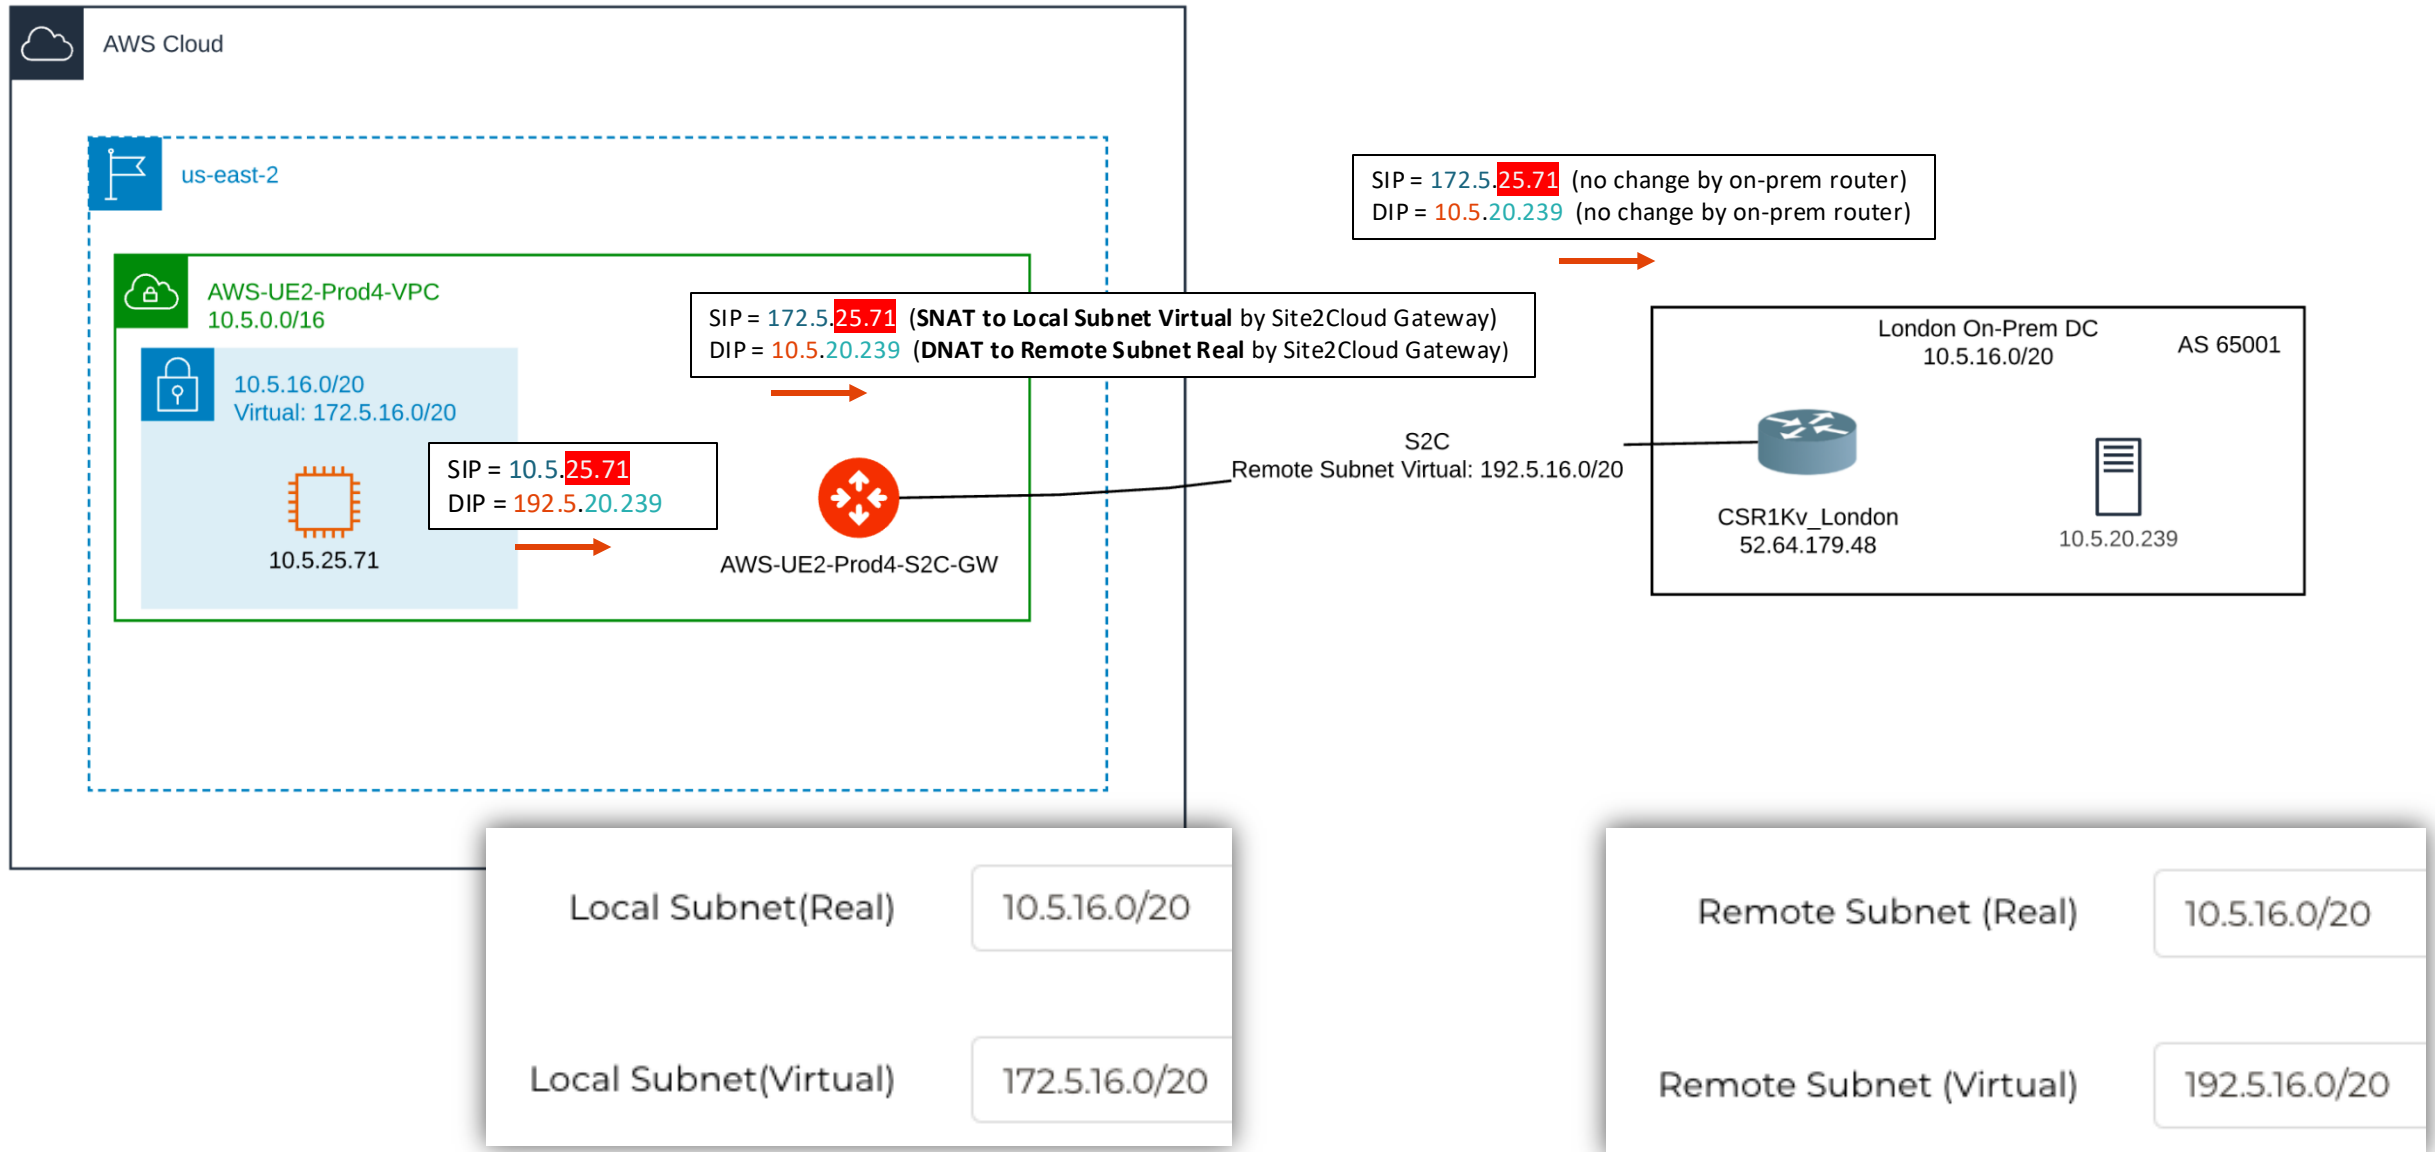 AWS Cloud
us-east-2
AWS-UE2-Prod4-VPC
10.5.0.0/16
10.5.16.0/20
Virtual: 172.5.16.0/20
10.5.25.71
SIP = 10.5.25.71
DIP = 192.5.20.239
SIP = 172.5.25.71 (SNAT to Local Subnet Virtual by Site2Cloud Gateway)
DIP = 10.5.20.239 (DNAT to Remote Subnet Real by Site2Cloud Gateway)
AWS-UE2-Prod4-S2C-GW
SIP = 172.5.25.71 (no change by on-prem router)
DIP = 10.5.20.239 (no change by on-prem router)
S2C
Remote Subnet Virtual: 192.5.16.0/20
London On-Prem DC
10.5.16.0/20
AS 65001
CSR1Kv_London
52.64.179.48
10.5.20.239
Local Subnet(Real) 10.5.16.0/20
Local Subnet(Virtual) 172.5.16.0/20
Remote Subnet (Real) 10.5.16.0/20
Remote Subnet (Virtual) 192.5.16.0/20